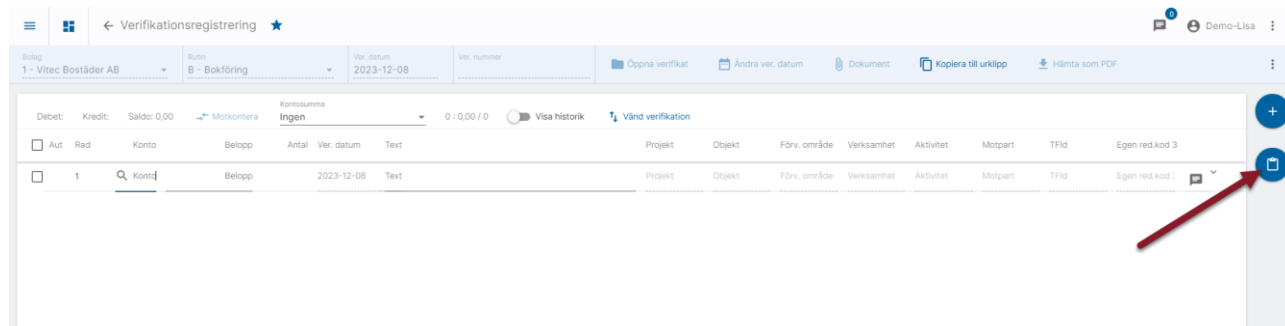 Verifikationsregistrering
0
Demo-Lisa
Bolag Rutin Ver. datum Ver. nummer
1 - Vitec Bostäder AB B - Bokföring 2023-12-08 Öppna verifikat Ändra ver. datum Dokument Kopiera till urklipp Hämta som PDF
Kontosumma
Debet: Kredit: Saldo: 0,00 Motkontera Ingen 0 : 0,00 / 0 Visa historik Vänd verifikation
Aut Rad Konto Belopp Antal Ver. datum Text Projekt Objekt Förv. område Verksamhet Aktivitet Motpart TFId Egen red.kod 3
1 Konto Belopp 2023-12-08 Text Projekt Objekt Förv. område Verksamhet Aktivitet Motpart TFId Egen red.kod